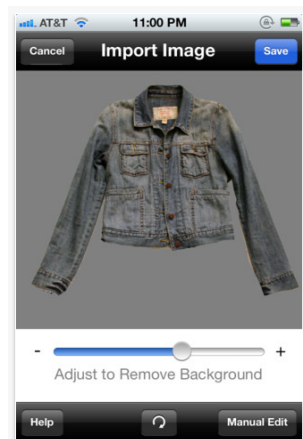 AT&T 11:00 PM
Cancel Import Image Save
- +
Adjust to Remove Background
Help Manual Edit